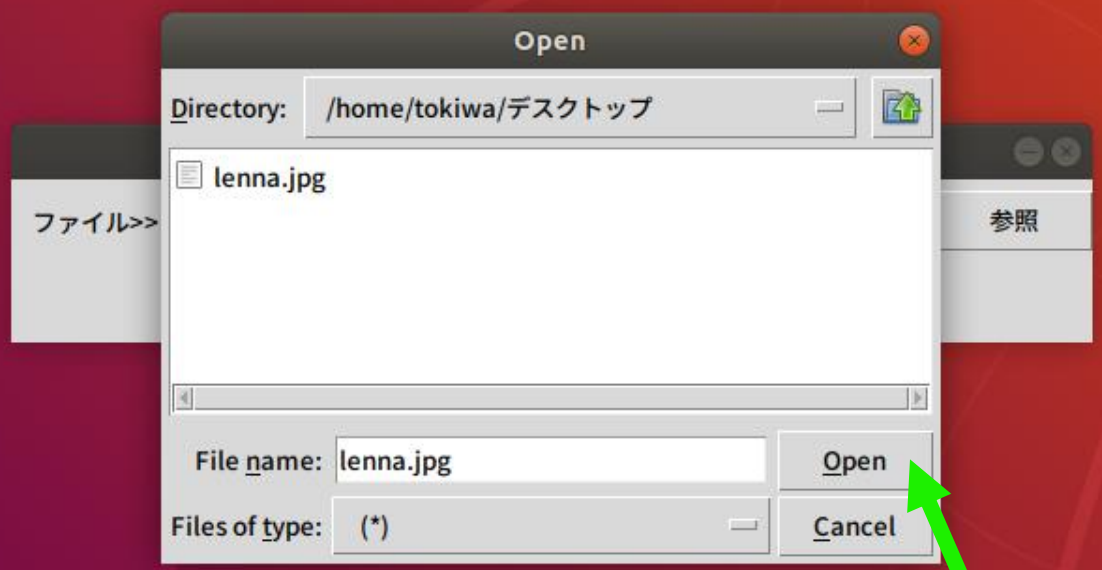 Open
Directory: /home/tokiwa/デスクトップ
lenna.jpg
ファイル>>
参照
File name: lenna.jpg
Open
Files of type: (*)
Cancel